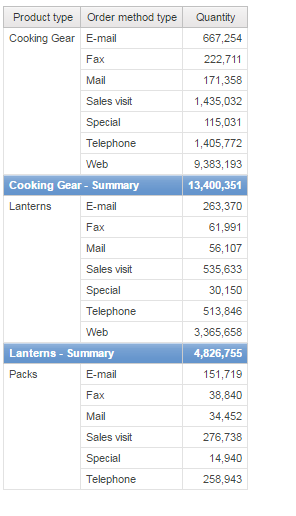 Product type Order method type Quantity
Cooking Gear E-mail 667,254
Fax 222,711
Mail 171,358
Sales visit 1,435,032
Special 115,031
Telephone 1,405,772
Web 9,383,193
Cooking Gear - Summary 13,400,351
Lanterns E-mail 263,370
Fax 61,991
Mail 56,107
Sales visit 535,633
Special 30,150
Telephone 513,846
Web 3,365,658
Lanterns - Summary 4,826,755
Packs E-mail 151,719
Fax 38,840
Mail 34,452
Sales visit 276,738
Special 14,940
Telephone 258,943